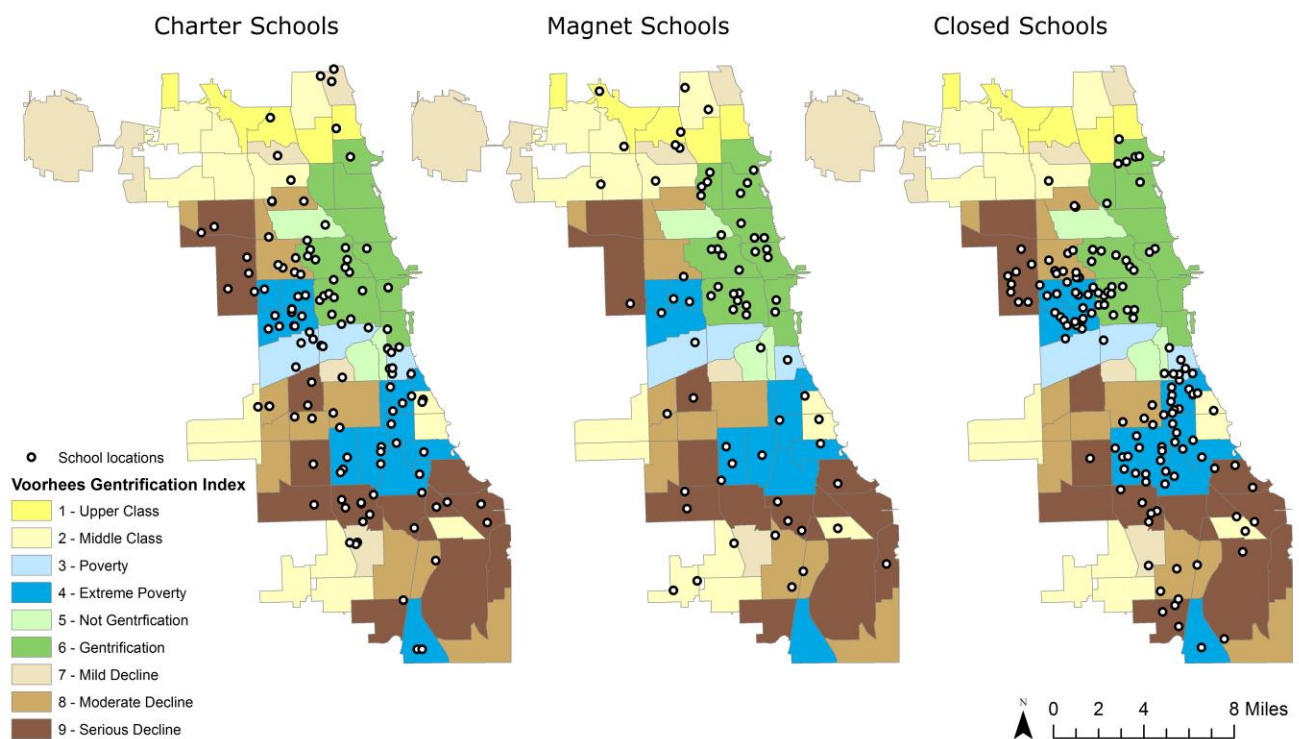 Charter Schools
Magnet Schools
Closed Schools
School locations
Voorhees Gentrification Index
1 - Upper Class
2 - Middle Class
3 - Poverty
4 - Extreme Poverty
5 - Not Gentrfication
6 - Gentrification
7 - Mild Decline
8 - Moderate Decline
9 - Serious Decline
N
0 2 4 8 Miles